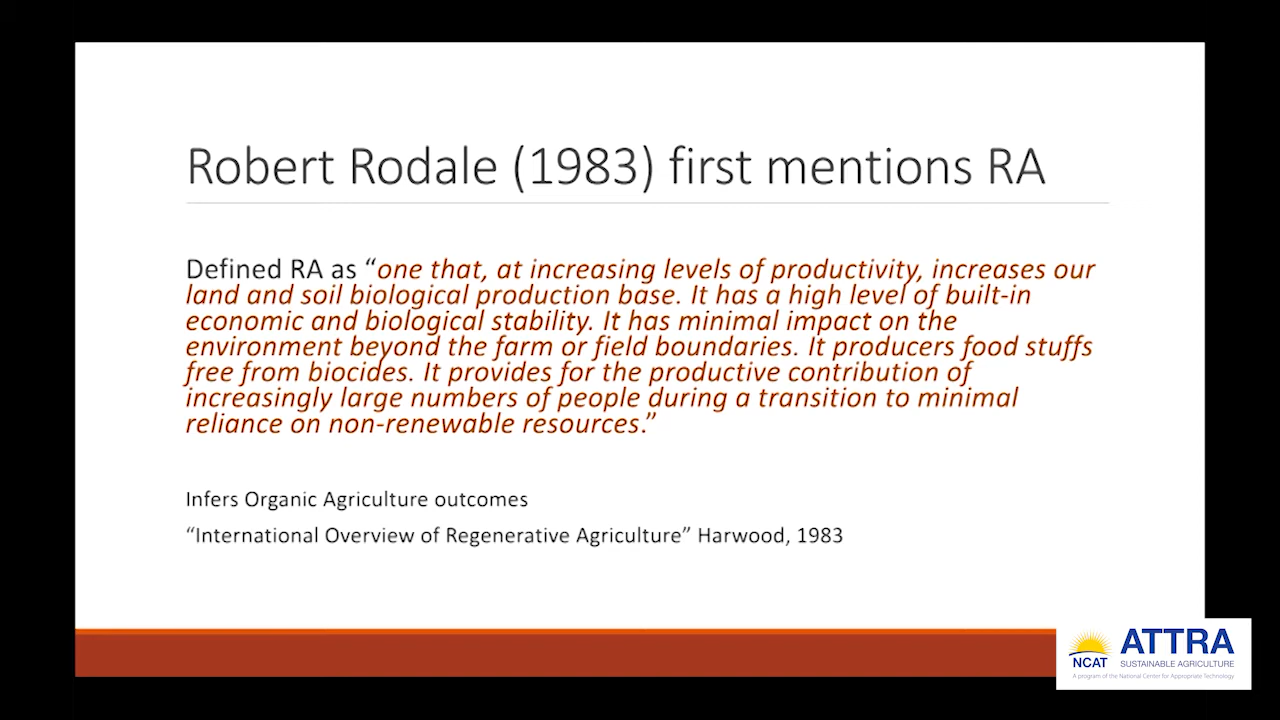 Robert Rodale (1983) first mentions RA
Defined RA as “one that, at increasing levels of productivity, increases our
land and soil biological production base. It has a high level of built-in
economic and biological stability. It has minimal impact on the
environment beyond the farm or field boundaries. It producers food stuffs
free from biocides. It provides for the productive contribution of
increasingly large numbers of people during a transition to minimal
reliance on non-renewable resources.”
Infers Organic Agriculture outcomes
“International Overview of Regenerative Agriculture” Harwood, 1983
NCAT
ATTRA
SUSTAINABLE AGRICULTURE
A program of the National Center for Appropriate Technology